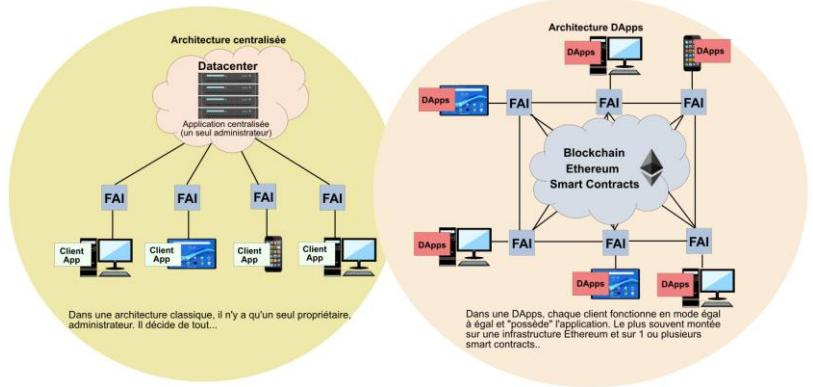 Architecture centralisée
Datacenter
Application centralisée
(un seul administrateur)
FAI
FAI
FAI
FAI
Client
App
Client
App
Client
App
Client
App
Dans une architecture classique, il n'y a qu'un seul propriétaire,
administrateur. Il décide de tout...
Architecture DApps
DApps
DApps
DApps
FAI
FAI
FAI
Blockchain
Ethereum
Smart Contracts
DApps
FAI
FAI
FAI
DApps
DApps
Dans une DApps, chaque client fonctionne en mode égal
à égal et "possède" l'application. Le plus souvent montée
sur une infrastructure Ethereum et sur 1 ou plusieurs
smart contracts..